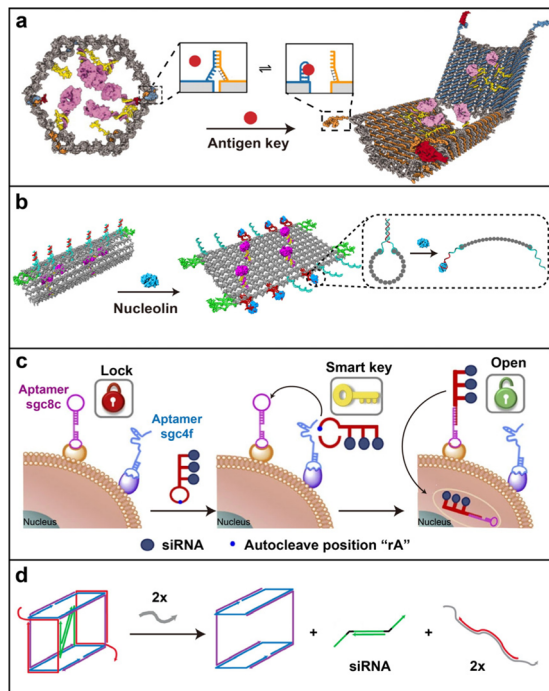 a
⇌
Antigen key
b
Nucleolin
c
Lock
Smart key
Open
Aptamer
sgc8c
Aptamer
sgc4f
Nucleus
Nucleus
Nucleus
siRNA
Autocleave position “rA”
d
2x
+
+
siRNA
2x